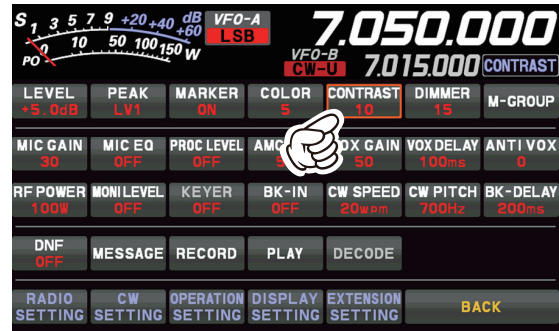 S 1 3 5 7 9 +20 +40 +60 dB
PO 0 10 50 100 150 W
VFO-A
LSB
7.050.000
VFO-B
CW-U
7.015.000
CONTRAST
LEVEL PEAK MARKER COLOR CONTRAST DIMMER M-GROUP
+5.0dB LV1 ON 5 10 15
MIC GAIN MIC EQ PROC LEVEL VOX DELAY ANTI VOX
30 OFF OFF 50 100ms 0
RF POWER MONI LEVEL KEYER BK-IN CW SPEED CW PITCH BK-DELAY
100W OFF OFF OFF 20wpm 700Hz 200ms
DNF MESSAGE RECORD PLAY DECODE
OFF
RADIO CW OPERATION DISPLAY EXTENSION BACK
SETTING SETTING SETTING SETTING SETTING